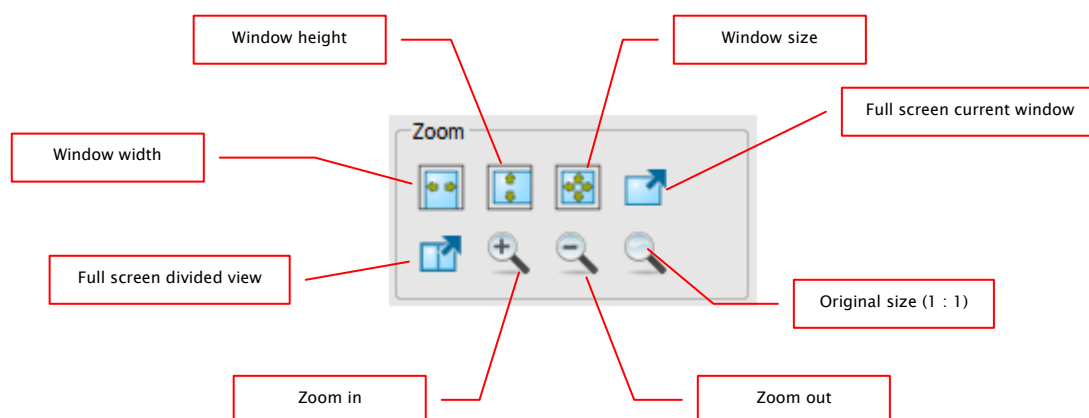 Window height
Window size
Full screen current window
Zoom
Window width
Full screen divided view
Original size (1 : 1)
Zoom in
Zoom out